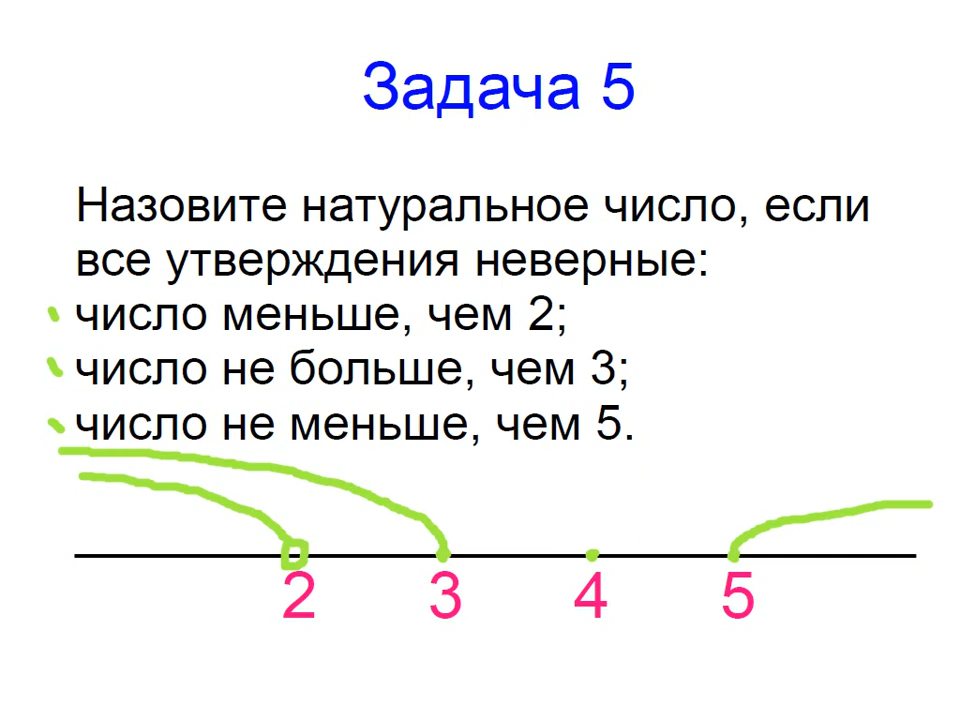 Задача 5
Назовите натуральное число, если
все утверждения неверные:
число меньше, чем 2;
число не больше, чем 3;
число не меньше, чем 5.
2 3 4 5